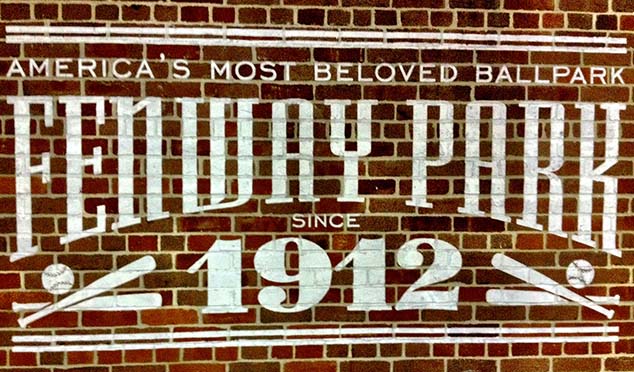 AMERICA'S MOST BELOVED BALLPARK
FENWAY PARK
SINCE
1912